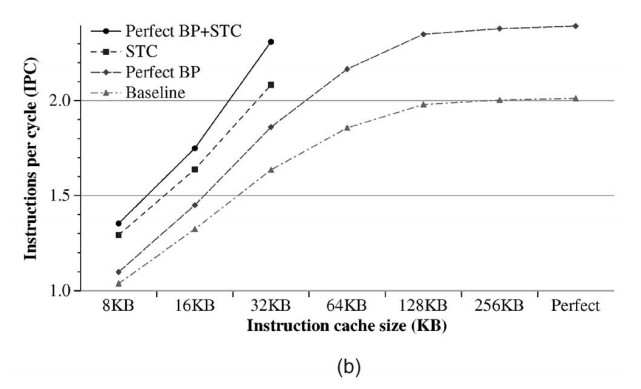 Perfect BP+STC
STC
Perfect BP
Baseline
Instructions per cycle (IPC)
2.0
1.5
1.0
8KB 16KB 32KB 64KB 128KB 256KB Perfect
Instruction cache size (KB)
(b)